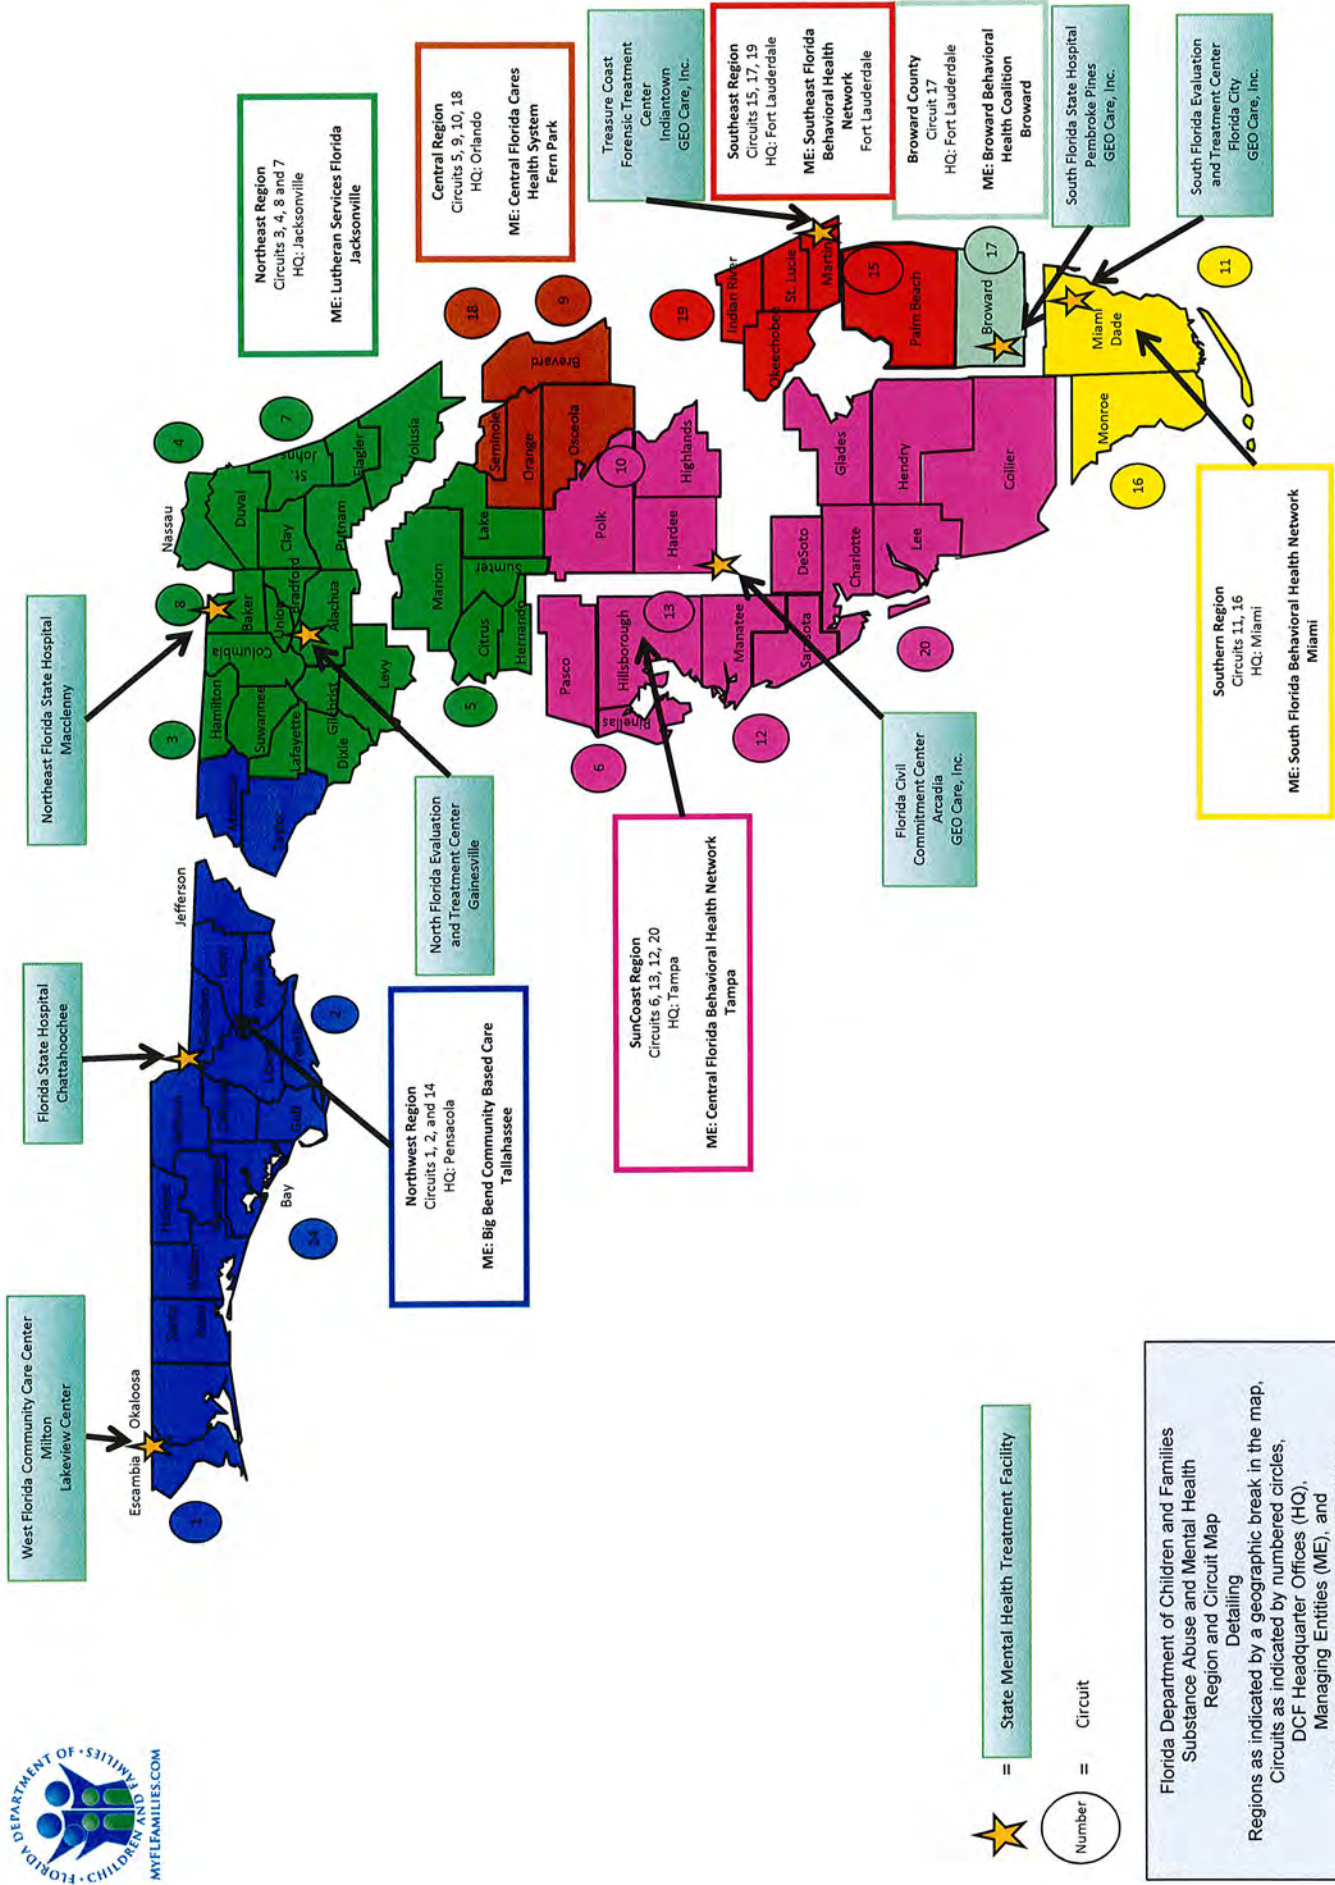 FLORIDA DEPARTMENT OF
CHILDREN AND FAMILIES
MYFLFAMILIES.COM
West Florida Community Care Center
Milton
Lakeview Center
Florida State Hospital
Chattahoochee
Northeast Florida State Hospital
Macclenny
Escambia
Okaloosa
Santa
Rosa
Walton
Holmes
Washington
Bay
Gulf
Jefferson
Leon
Taylor
1
14
2
Northwest Region
Circuits 1, 2, and 14
HQ: Pensacola
ME: Big Bend Community Based Care
Tallahassee
North Florida Evaluation
and Treatment Center
Gainesville
3
8
4
7
Nassau
Hamilton
Suwannee
Lafayette
Dixie
Columbia
Gilchrist
Levy
Baker
Union
Bradford
Alachua
Duval
Clay
Putnam
St.
Johns
Flagler
Volusia
Northeast Region
Circuits 3, 4, 8 and 7
HQ: Jacksonville
ME: Lutheran Services Florida
Jacksonville
5
Marion
Citrus
Sumter
Hernando
Lake
Central Region
Circuits 5, 9, 10, 18
HQ: Orlando
ME: Central Florida Cares
Health System
Fern Park
18
9
Seminole
Orange
Osceola
Brevard
10
6
13
12
20
Pasco
Hillsborough
Pinellas
Manatee
Sarasota
Polk
Hardee
Highlands
DeSoto
Charlotte
Lee
Glades
Hendry
Collier
SunCoast Region
Circuits 6, 13, 12, 20
HQ: Tampa
ME: Central Florida Behavioral Health Network
Tampa
Florida Civil
Commitment Center
Arcadia
GEO Care, Inc.
Treasure Coast
Forensic Treatment
Center
Indiantown
GEO Care, Inc.
19
Indian River
Okeechobee
St. Lucie
Martin
15
Palm Beach
Southeast Region
Circuits 15, 17, 19
HQ: Fort Lauderdale
ME: Southeast Florida
Behavioral Health
Network
Fort Lauderdale
Broward County
Circuit 17
HQ: Fort Lauderdale
ME: Broward Behavioral
Health Coalition
Broward
17
Broward
South Florida State Hospital
Pembroke Pines
GEO Care, Inc.
South Florida Evaluation
and Treatment Center
Florida City
GEO Care, Inc.
11
16
Monroe
Miami
Dade
Southern Region
Circuits 11, 16
HQ: Miami
ME: South Florida Behavioral Health Network
Miami
= State Mental Health Treatment Facility
Number = Circuit
Florida Department of Children and Families
Substance Abuse and Mental Health
Region and Circuit Map
Detailing
Regions as indicated by a geographic break in the map,
Circuits as indicated by numbered circles,
DCF Headquarter Offices (HQ),
Managing Entities (ME), and